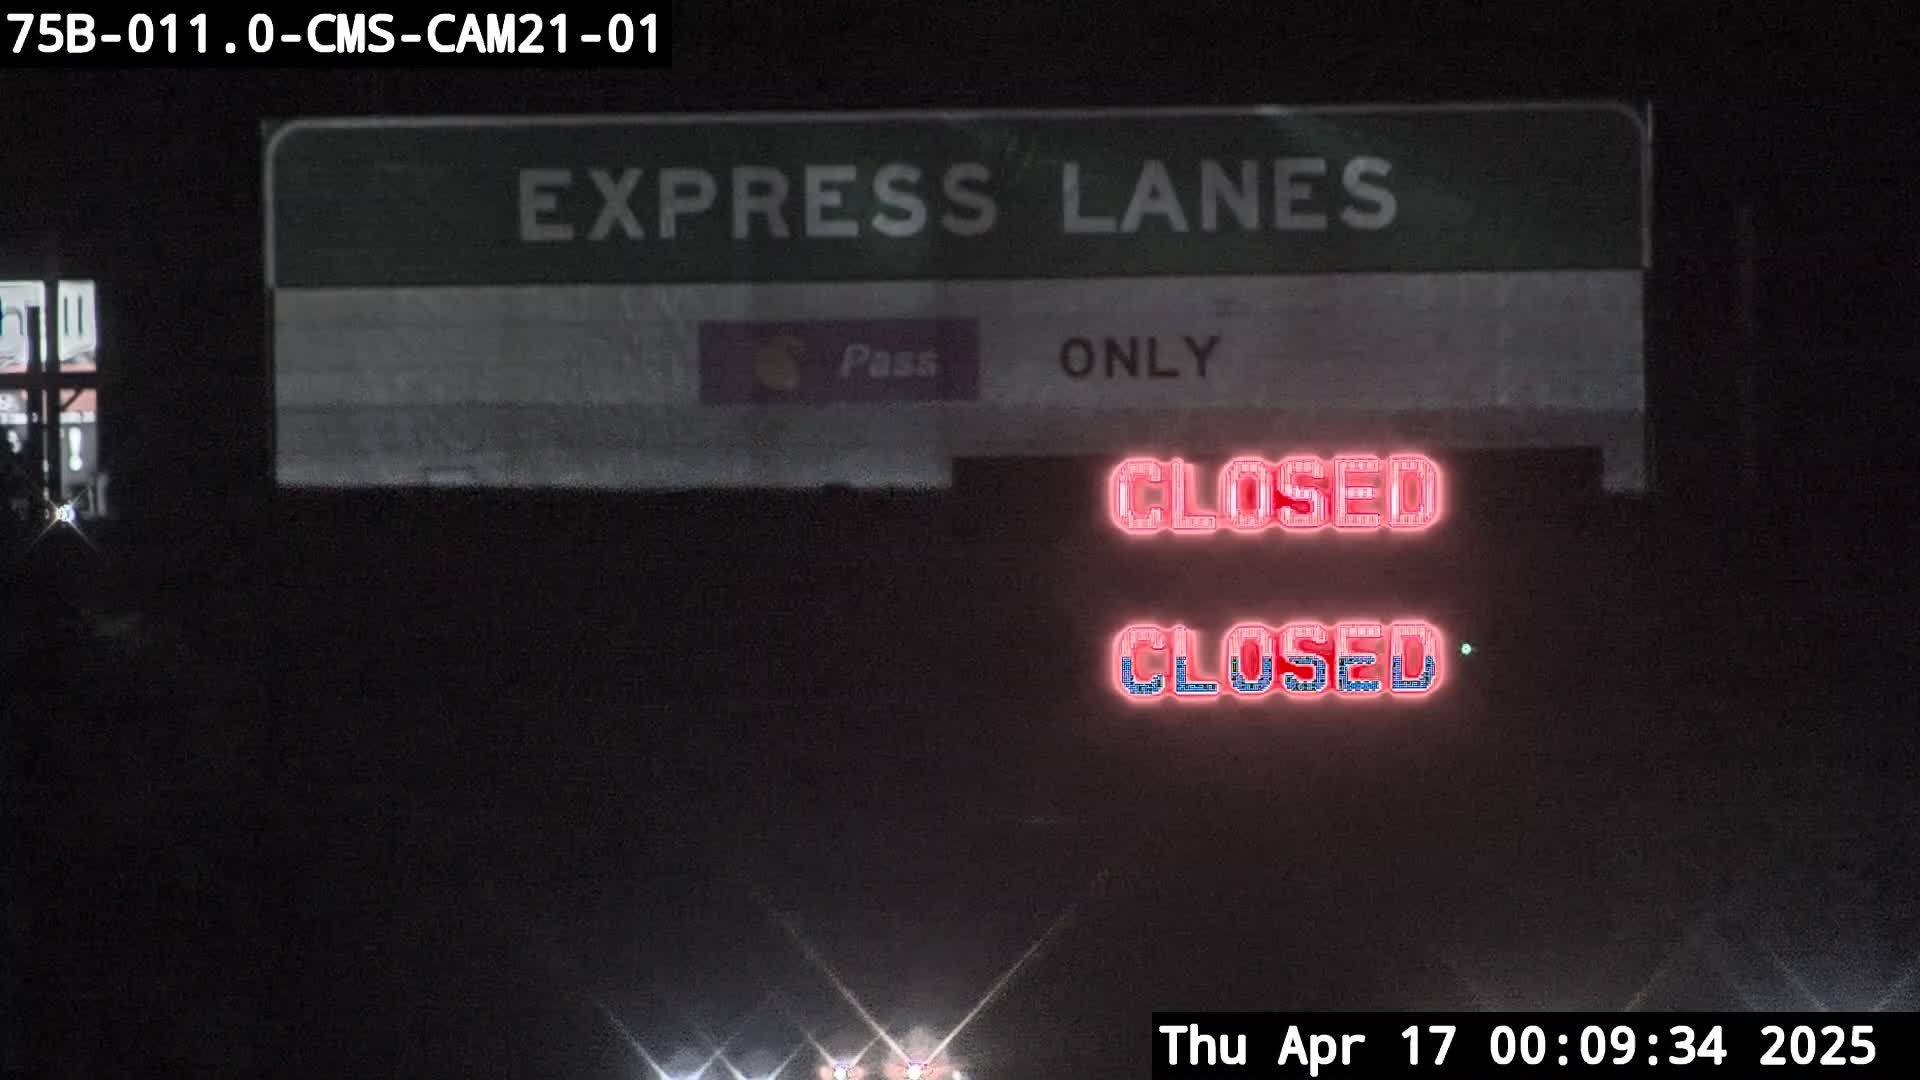 75B-011.0-CMS-CAM21-01
EXPRESS LANES
Pass ONLY
CLOSED
CLOSED
Thu Apr 17 00:09:34 2025